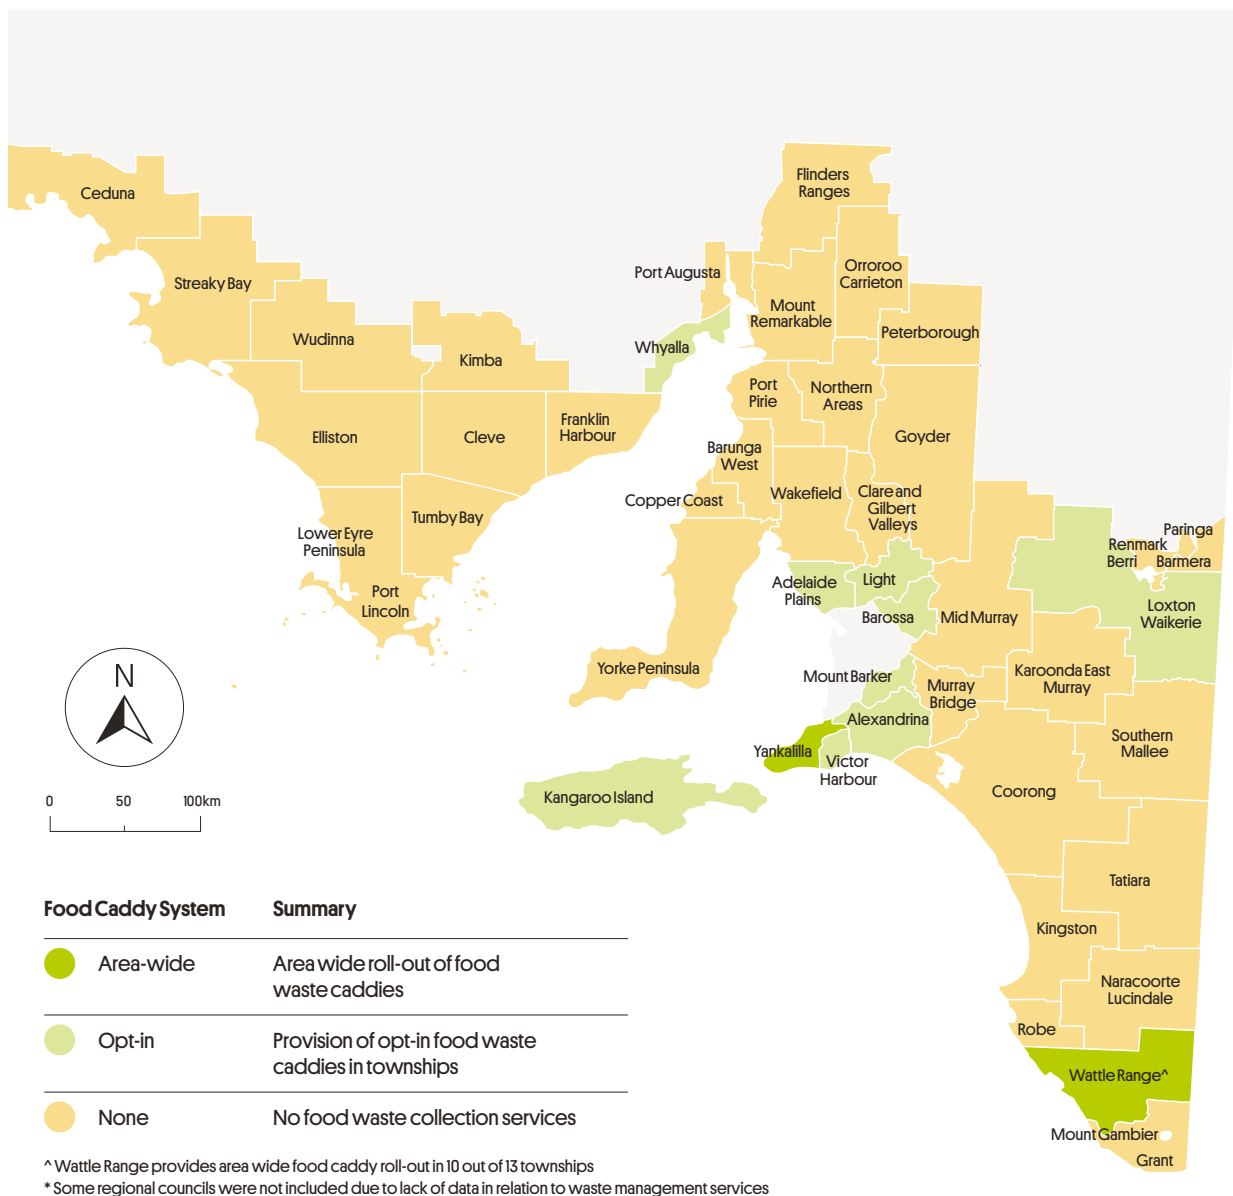 Ceduna
Streaky Bay
Wudinna
Kimba
Elliston
Cleve
Franklin
Harbour
Tumby Bay
Lower Eyre
Peninsula
Port
Lincoln
Whyalla
Port Augusta
Flinders
Ranges
Orroroo
Carrieton
Mount
Remarkable
Peterborough
Port
Pirie
Northern
Areas
Goyder
Barunga
West
Copper Coast
Wakefield
Clare and
Gilbert
Valleys
Yorke Peninsula
Adelaide
Plains
Light
Barossa
Mid Murray
Paringa
Renmark
Berri
Barmera
Loxton
Waikerie
Mount Barker
Murray
Bridge
Karoonda East
Murray
Alexandrina
Yankalilla
Victor
Harbour
Southern
Mallee
Kangaroo Island
Coorong
Tatiara
Kingston
Naracoorte
Lucindale
Robe
Wattle Range^
Mount Gambier
Grant
N
0 50 100km
Food Caddy System Summary
Area-wide Area wide roll-out of food
waste caddies
Opt-in Provision of opt-in food waste
caddies in townships
None No food waste collection services
^ Wattle Range provides area wide food caddy roll-out in 10 out of 13 townships
* Some regional councils were not included due to lack of data in relation to waste management services